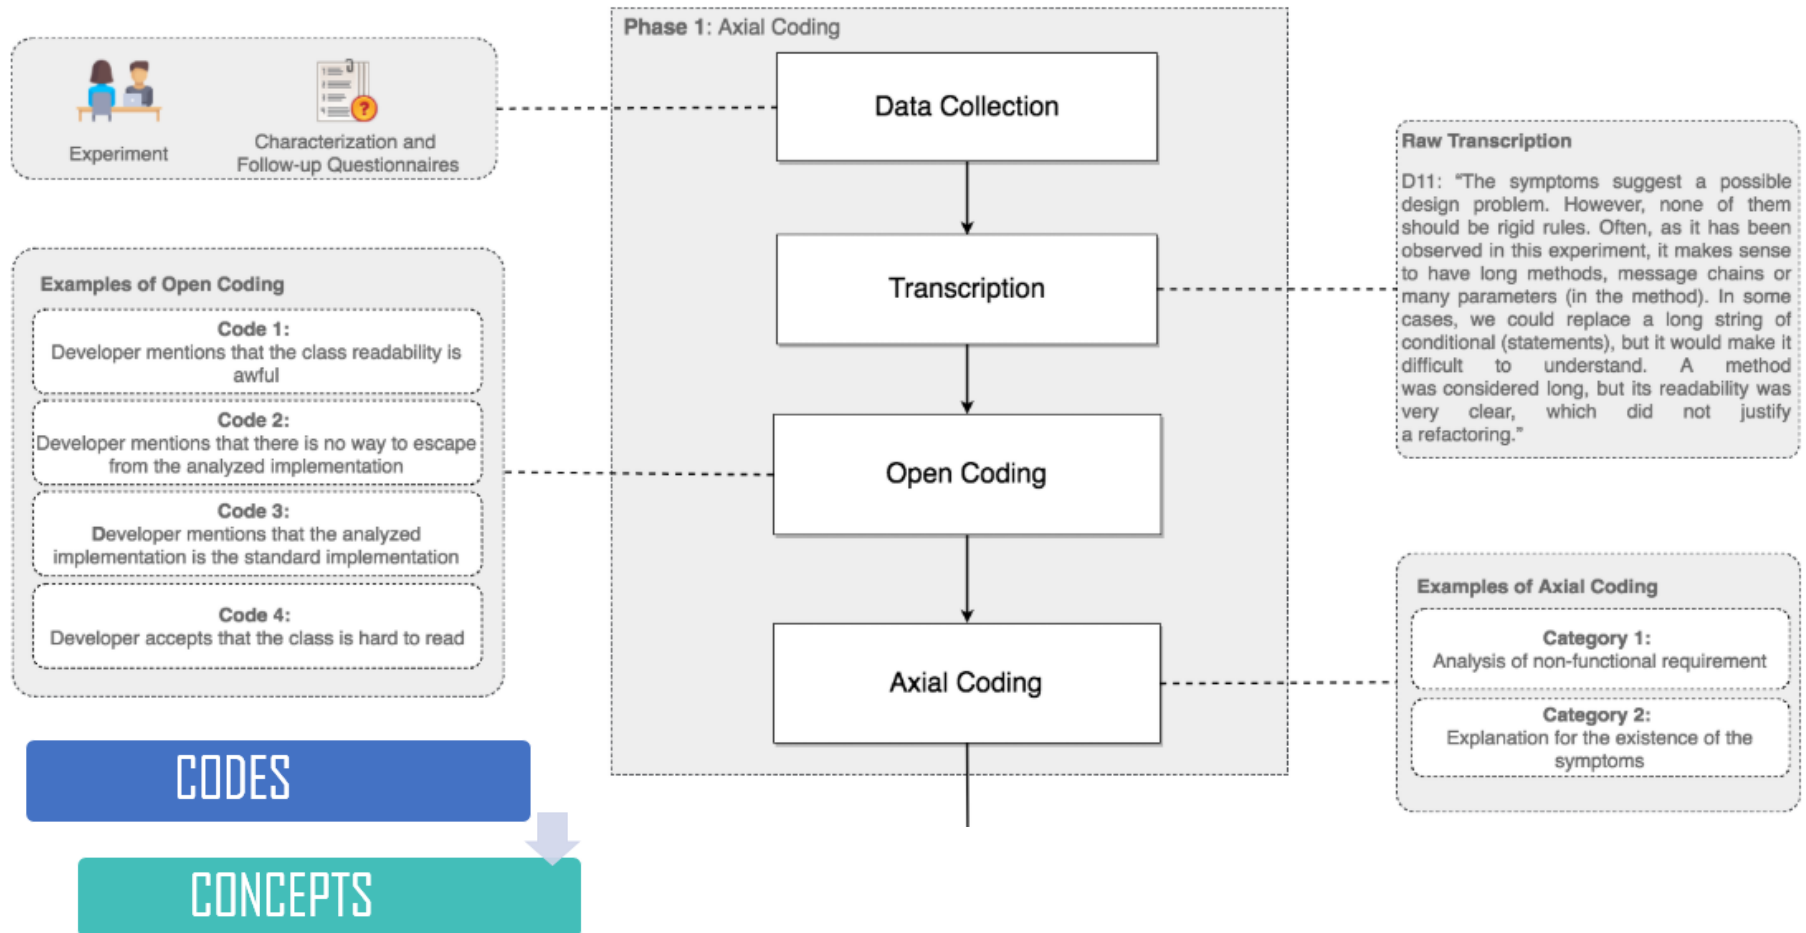 Phase 1: Axial Coding
Data Collection
Transcription
Open Coding
Axial Coding
Experiment
Characterization and
Follow-up Questionnaires
Examples of Open Coding
Code 1:
Developer mentions that the class readability is
awful
Code 2:
Developer mentions that there is no way to escape
from the analyzed implementation
Code 3:
Developer mentions that the analyzed
implementation is the standard implementation
Code 4:
Developer accepts that the class is hard to read
CODES
CONCEPTS
Raw Transcription
D11: “The symptoms suggest a possible
design problem. However, none of them
should be rigid rules. Often, as it has been
observed in this experiment, it makes sense
to have long methods, message chains or
many parameters (in the method). In some
cases, we could replace a long string of
conditional (statements), but it would make it
difficult to understand. A method
was considered long, but its readability was
very clear, which did not justify
a refactoring.”
Examples of Axial Coding
Category 1:
Analysis of non-functional requirement
Category 2:
Explanation for the existence of the
symptoms